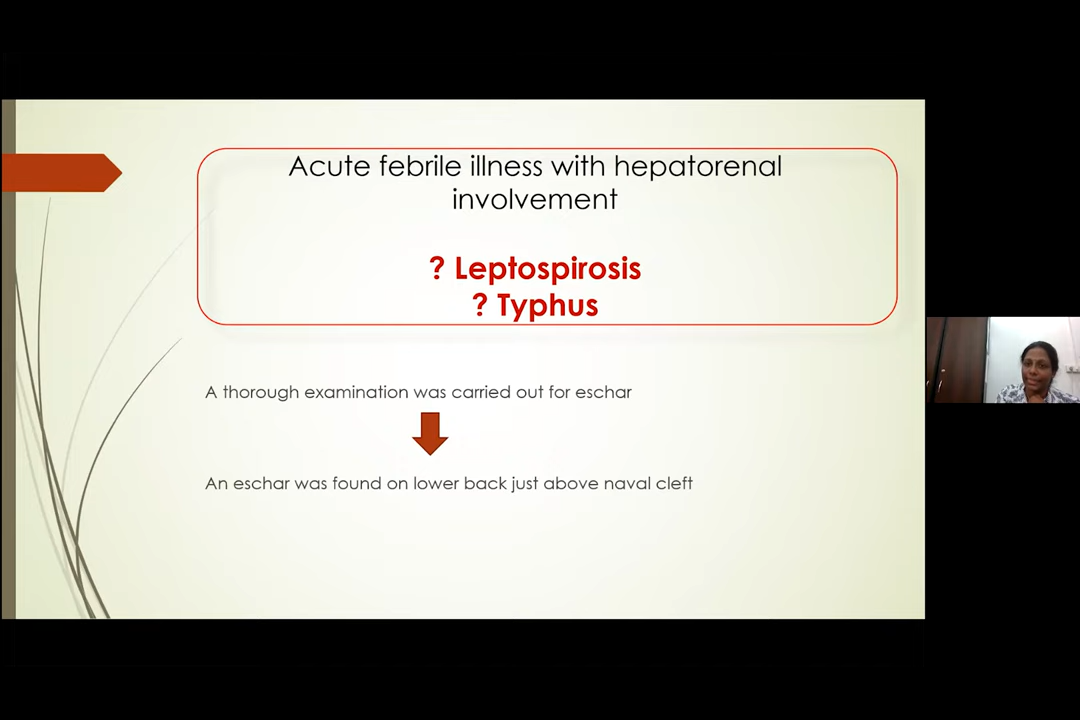 Acute febrile illness with hepatorenal
involvement
? Leptospirosis
? Typhus
A thorough examination was carried out for eschar
An eschar was found on lower back just above naval cleft